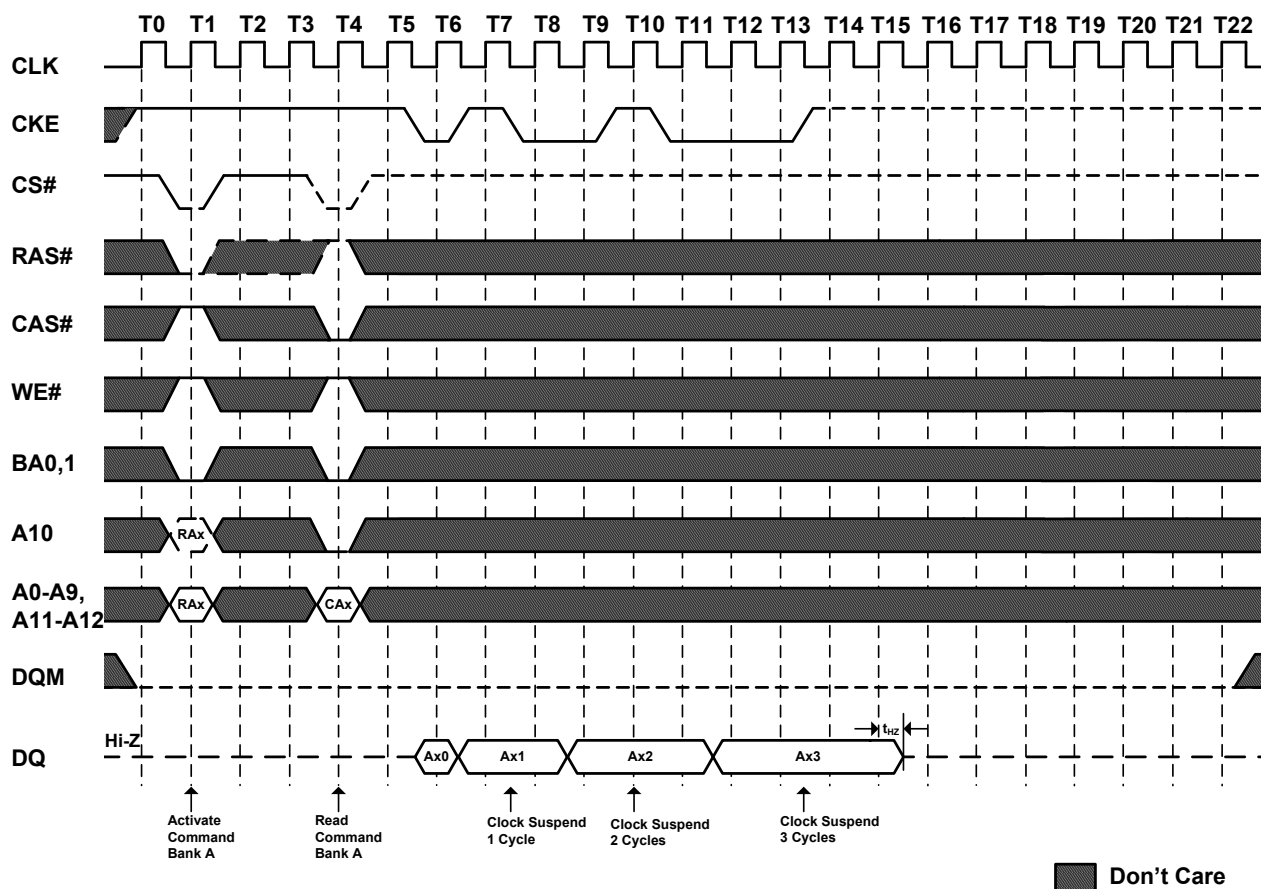 T0 T1 T2 T3 T4 T5 T6 T7 T8 T9 T10 T11 T12 T13 T14 T15 T16 T17 T18 T19 T20 T21 T22
CLK
CKE
CS#
RAS#
CAS#
WE#
BA0,1
A10
RAx
A0-A9,
A11-A12
RAx
CAx
DQM
DQ
Hi-Z
Ax0
Ax1
Ax2
Ax3
tHZ
Activate
Command
Bank A
Read
Command
Bank A
Clock Suspend
1 Cycle
Clock Suspend
2 Cycles
Clock Suspend
3 Cycles
Don't Care